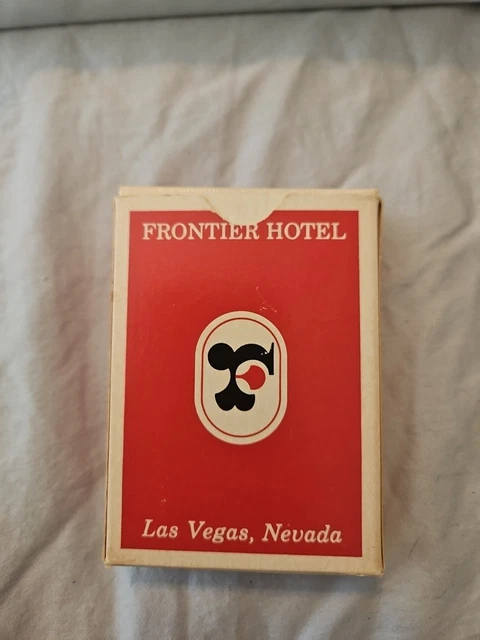 FRONTIER HOTEL
F
Las Vegas, Nevada